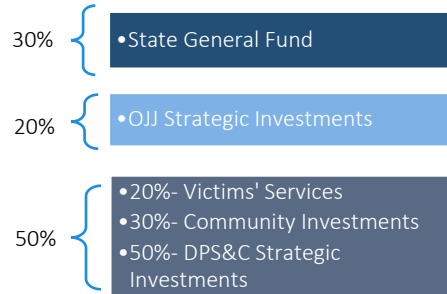 30%
•State General Fund
20%
•OJJ Strategic Investments
50%
•20%- Victims' Services
•30%- Community Investments
•50%- DPS&C Strategic
Investments